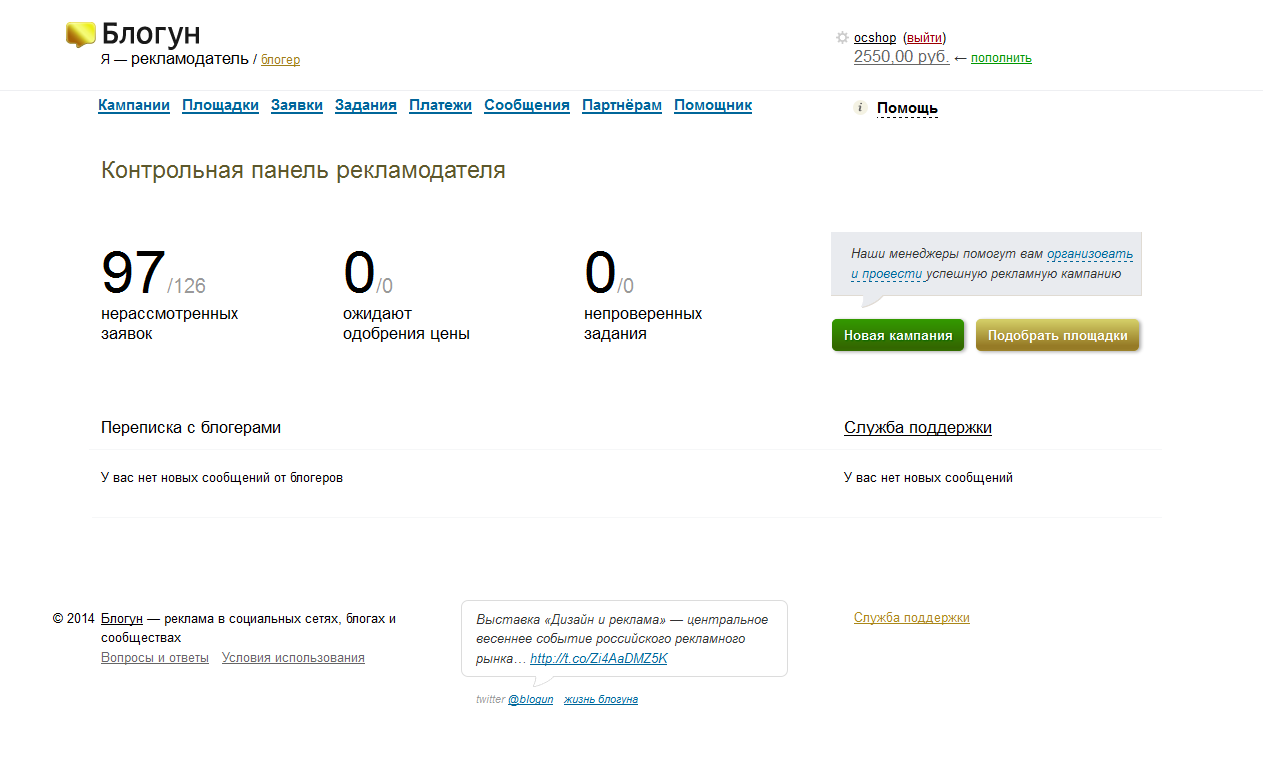 Блогун
Я — рекламодатель / блогер
ocshop (выйти)
2550,00 руб. ← пополнить
Кампании Площадки Заявки Задания Платежи Сообщения Партнёрам Помощник
i Помощь
Контрольная панель рекламодателя
97/126
нерассмотренных
заявок
0/0
ожидают
одобрения цены
0/0
непроверенных
задания
Наши менеджеры помогут вам организовать
и провести успешную рекламную кампанию
Новая кампания
Подобрать площадки
Переписка с блогерами
У вас нет новых сообщений от блогеров
Служба поддержки
У вас нет новых сообщений
© 2014 Блогун — реклама в социальных сетях, блогах и
сообществах
Вопросы и ответы Условия использования
Выставка «Дизайн и реклама» — центральное
весеннее событие российского рекламного
рынка… http://t.co/Zi4AaDMZ5K
twitter @blogun жизнь блогуна
Служба поддержки